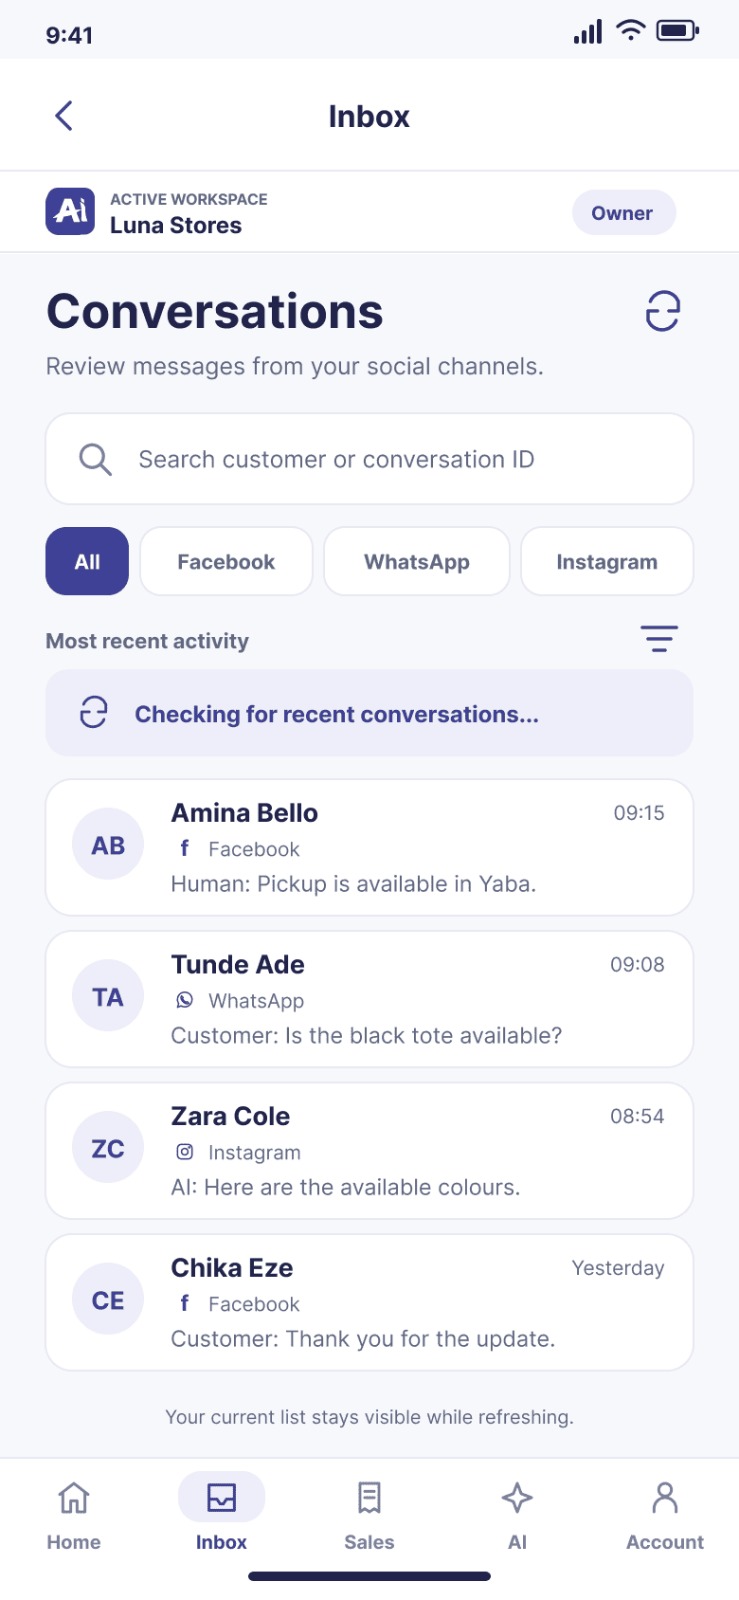 9:41
Inbox
Ai
ACTIVE WORKSPACE
Luna Stores
Owner
Conversations
Review messages from your social channels.
Search customer or conversation ID
All
Facebook
WhatsApp
Instagram
Most recent activity
Checking for recent conversations...
AB
Amina Bello
09:15
f Facebook
Human: Pickup is available in Yaba.
TA
Tunde Ade
09:08
WhatsApp
Customer: Is the black tote available?
ZC
Zara Cole
08:54
Instagram
AI: Here are the available colours.
CE
Chika Eze
Yesterday
f Facebook
Customer: Thank you for the update.
Your current list stays visible while refreshing.
Home
Inbox
Sales
AI
Account